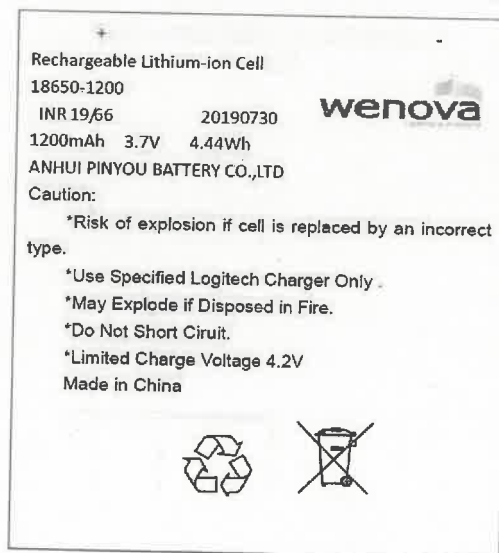 + -
Rechargeable Lithium-ion Cell
18650-1200
wenova
INR 19/66 20190730
1200mAh 3.7V 4.44Wh
ANHUI PINYOU BATTERY CO.,LTD
Caution:
*Risk of explosion if cell is replaced by an incorrect
type.
*Use Specified Logitech Charger Only .
*May Explode if Disposed in Fire.
*Do Not Short Ciruit.
*Limited Charge Voltage 4.2V
Made in China